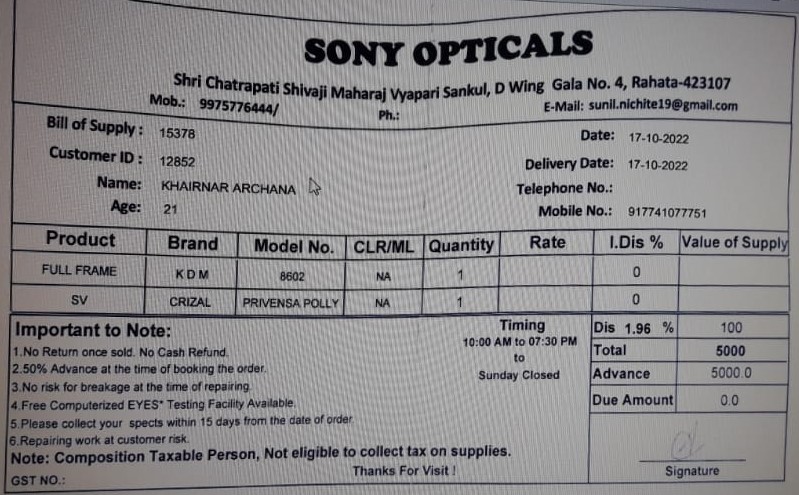 SONY OPTICALS
Shri Chatrapati Shivaji Maharaj Vyapari Sankul, D Wing Gala No. 4, Rahata-423107
Mob.: 9975776444/ Ph.: E-Mail: sunil.nichite19@gmail.com
Bill of Supply : 15378 Date: 17-10-2022
Customer ID : 12852 Delivery Date: 17-10-2022
Name: KHAIRNAR ARCHANA Telephone No.:
Age: 21 Mobile No.: 917741077751
Product Brand Model No. CLR/ML Quantity Rate I.Dis % Value of Supply
FULL FRAME K D M 8602 NA 1 0
SV CRIZAL PRIVENSA POLLY NA 1 0
Important to Note:
1.No Return once sold. No Cash Refund.
2.50% Advance at the time of booking the order.
3.No risk for breakage at the time of repairing.
4.Free Computerized EYES* Testing Facility Available.
5.Please collect your spects within 15 days from the date of order.
6.Repairing work at customer risk.
Note: Composition Taxable Person, Not eligible to collect tax on supplies.
GST NO.: Thanks For Visit !
Timing
10:00 AM to 07:30 PM
to
Sunday Closed
Dis 1.96 % 100
Total 5000
Advance 5000.0
Due Amount 0.0
Signature